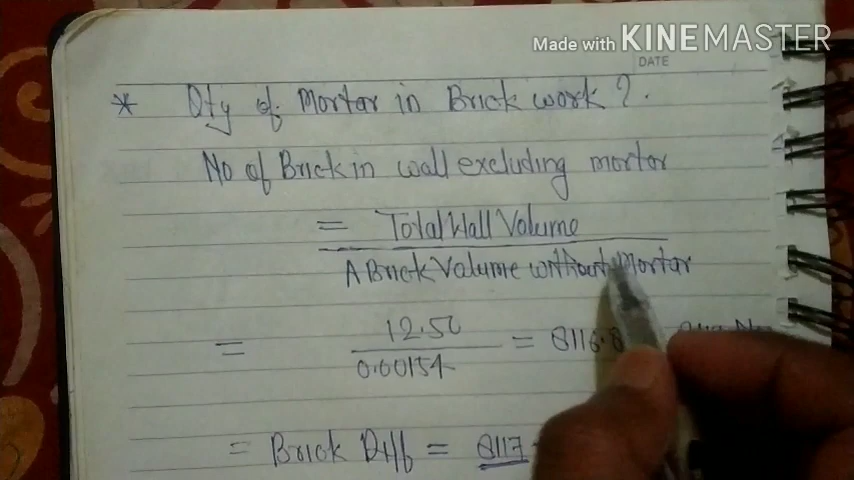 Made with KINEMASTER
DATE
* Qty of Mortar in Brick work ?.
No of Brick in wall excluding mortar
= Total Wall Volume
A Brick Volume without Mortar
= 12.50 = 8116.8
0.00154
= Brick Diff = 8117